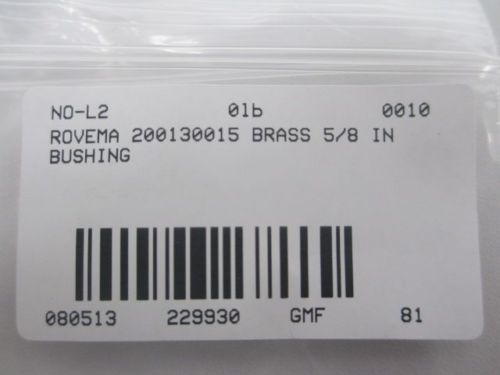 NO-L2 01b 0010
ROVEMA 200130015 BRASS 5/8 IN
BUSHING
080513 229930 GMF 81